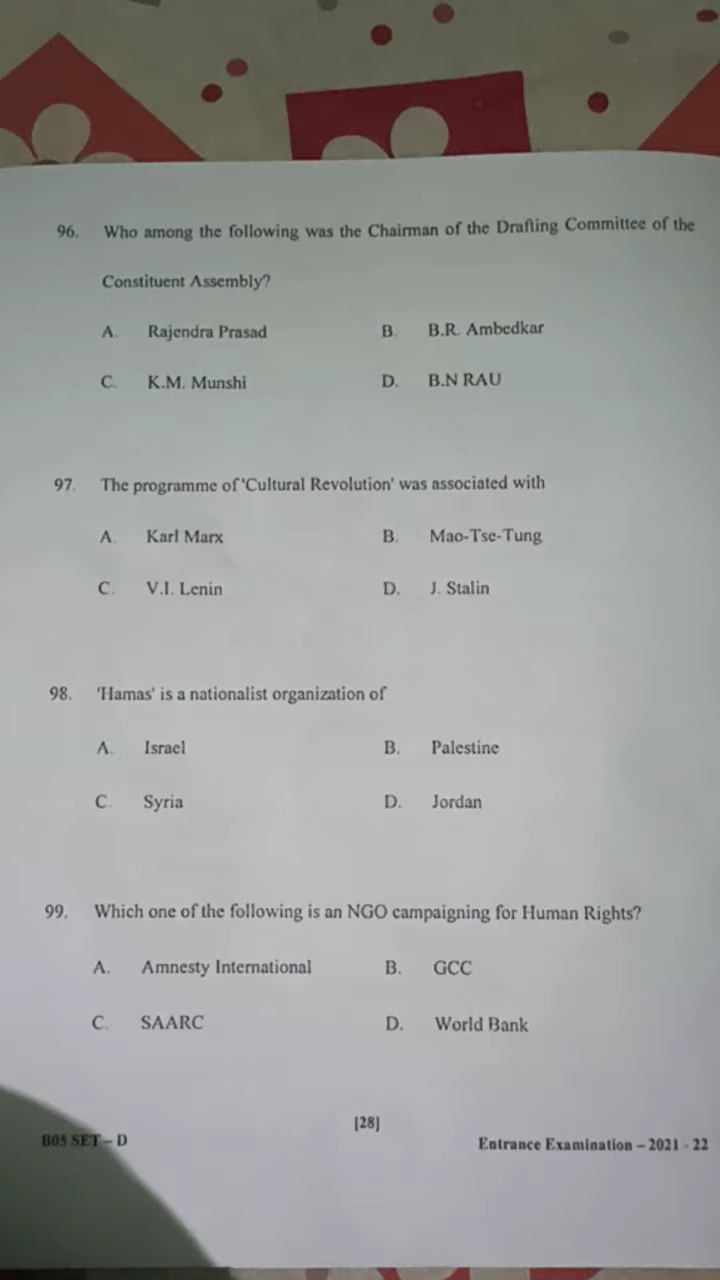 96. Who among the following was the Chairman of the Drafting Committee of the
Constituent Assembly?
A. Rajendra Prasad B. B.R. Ambedkar
C. K.M. Munshi D. B.N RAU
97. The programme of 'Cultural Revolution' was associated with
A. Karl Marx B. Mao-Tse-Tung
C. V.I. Lenin D. J. Stalin
98. 'Hamas' is a nationalist organization of
A. Israel B. Palestine
C. Syria D. Jordan
99. Which one of the following is an NGO campaigning for Human Rights?
A. Amnesty International B. GCC
C. SAARC D. World Bank
[28]
B05 SET – D Entrance Examination – 2021 - 22